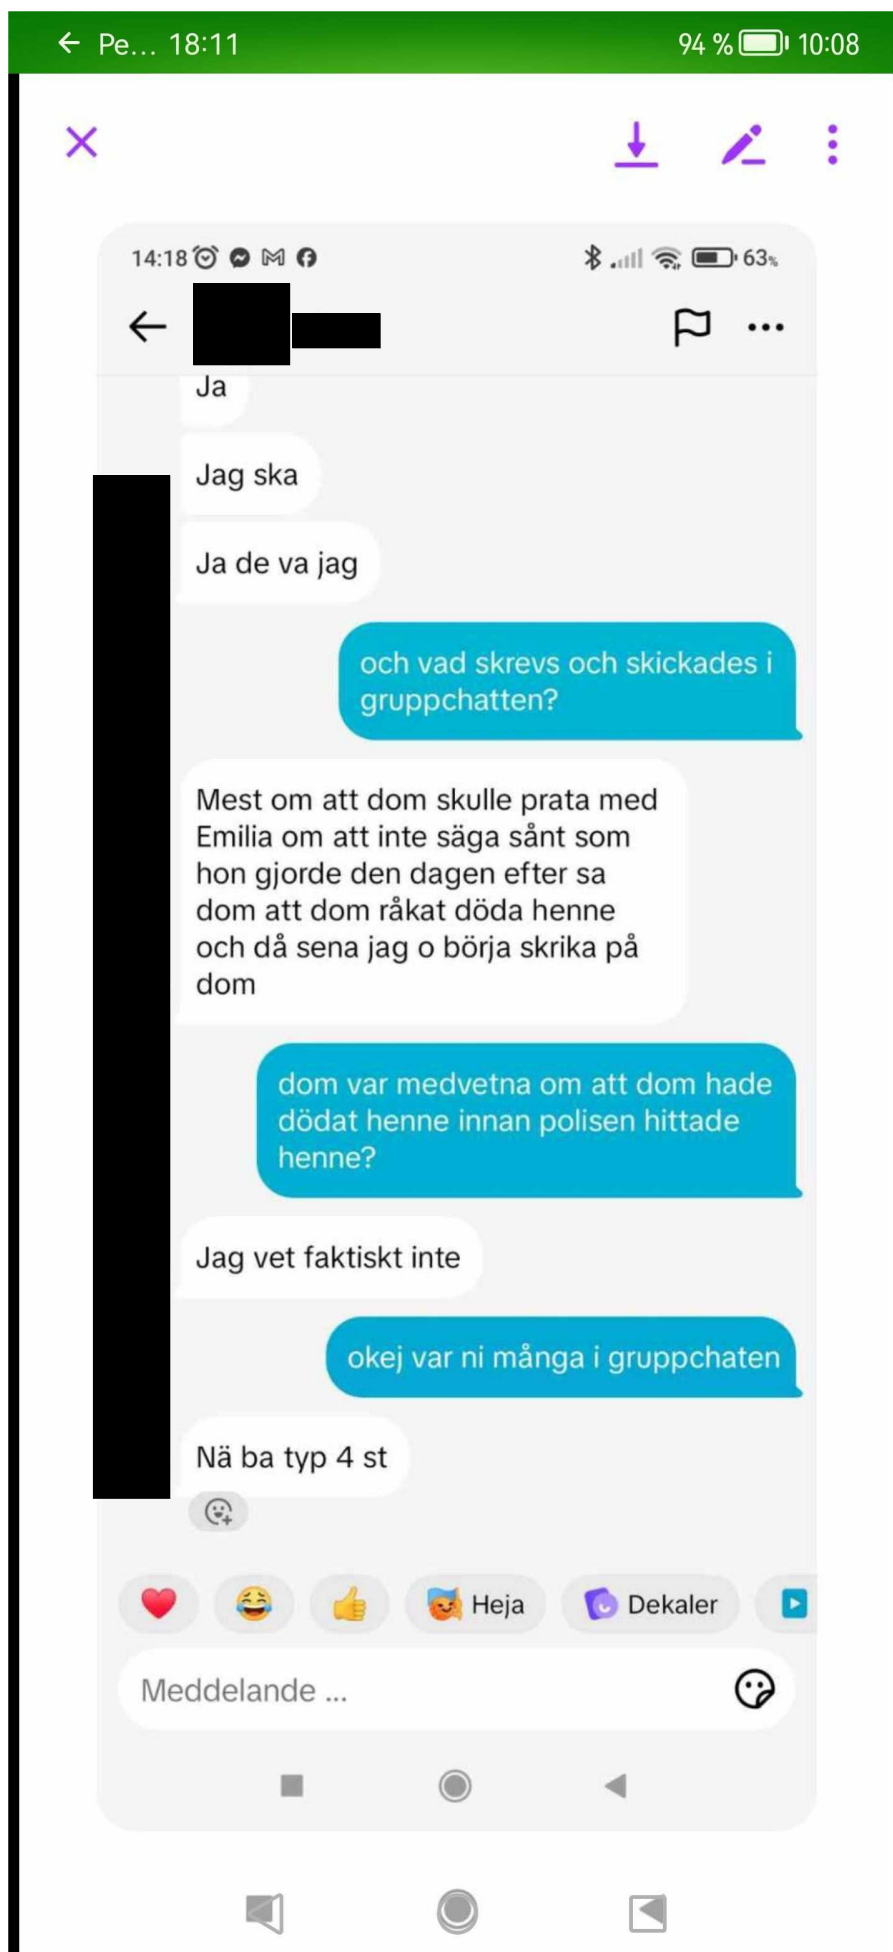 Pe... 18:11
94 % 10:08
14:18
63%
Ja
Jag ska
Ja de va jag
och vad skrevs och skickades i
gruppchatten?
Mest om att dom skulle prata med
Emilia om att inte säga sånt som
hon gjorde den dagen efter sa
dom att dom råkat döda henne
och då sena jag o börja skrika på
dom
dom var medvetna om att dom hade
dödat henne innan polisen hittade
henne?
Jag vet faktiskt inte
okej var ni många i gruppchaten
Nä ba typ 4 st
Heja
Dekaler
Meddelande ...